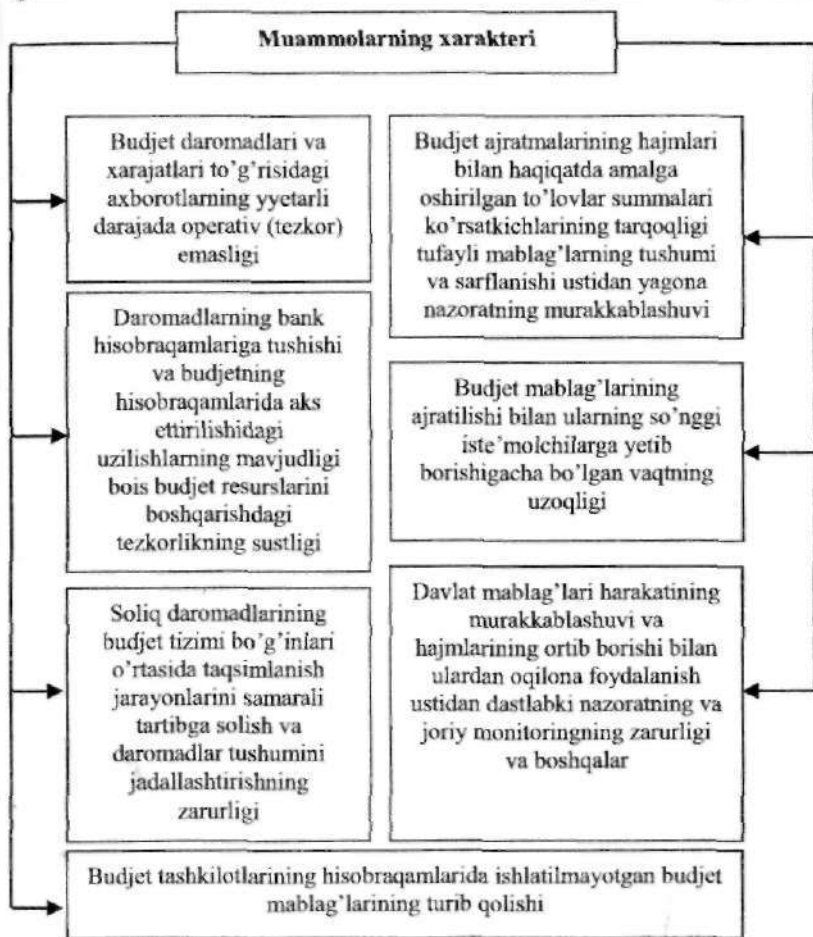 Muammolarning xarakteri
Budjet daromadlari va
xarajatlari to'g'risidagi
axborotlarning yyetarli
darajada operativ (tezkor)
emasligi
Budjet ajratmalarining hajmlari
bilan haqiqatda amalga
oshirilgan to'lovlar summalari
ko'rsatkichlarining tarqoqligi
tufayli mablag'larning tushumi
va sarflanishi ustidan yagona
nazoratning murakkablashuvi
Daromadlarning bank
hisobraqamlariga tushishi
va budjetning
hisobraqamlarida aks
ettirilishidagi
uzilishlarning mavjudligi
bois budjet resurslarini
boshqarishdagi
tezkorlikning sustligi
Budjet mablag'larining
ajratilishi bilan ularning so'nggi
iste'molchilarga yetib
borishigacha bo'lgan vaqtning
uzoqligi
Soliq daromadlarining
budjet tizimi bo'g'inlari
o'rtasida taqsimlanish
jarayonlarini samarali
tartibga solish va
daromadlar tushumini
jadallashtirishning
zarurligi
Davlat mablag'lari harakatining
murakkablashuvi va
hajmlarining ortib borishi bilan
ulardan oqilona foydalanish
ustidan dastlabki nazoratning va
joriy monitoringning zarurligi
va boshqalar
Budjet tashkilotlarining hisobraqamlarida ishlatilmayotgan budjet
mablag'larining turib qolishi